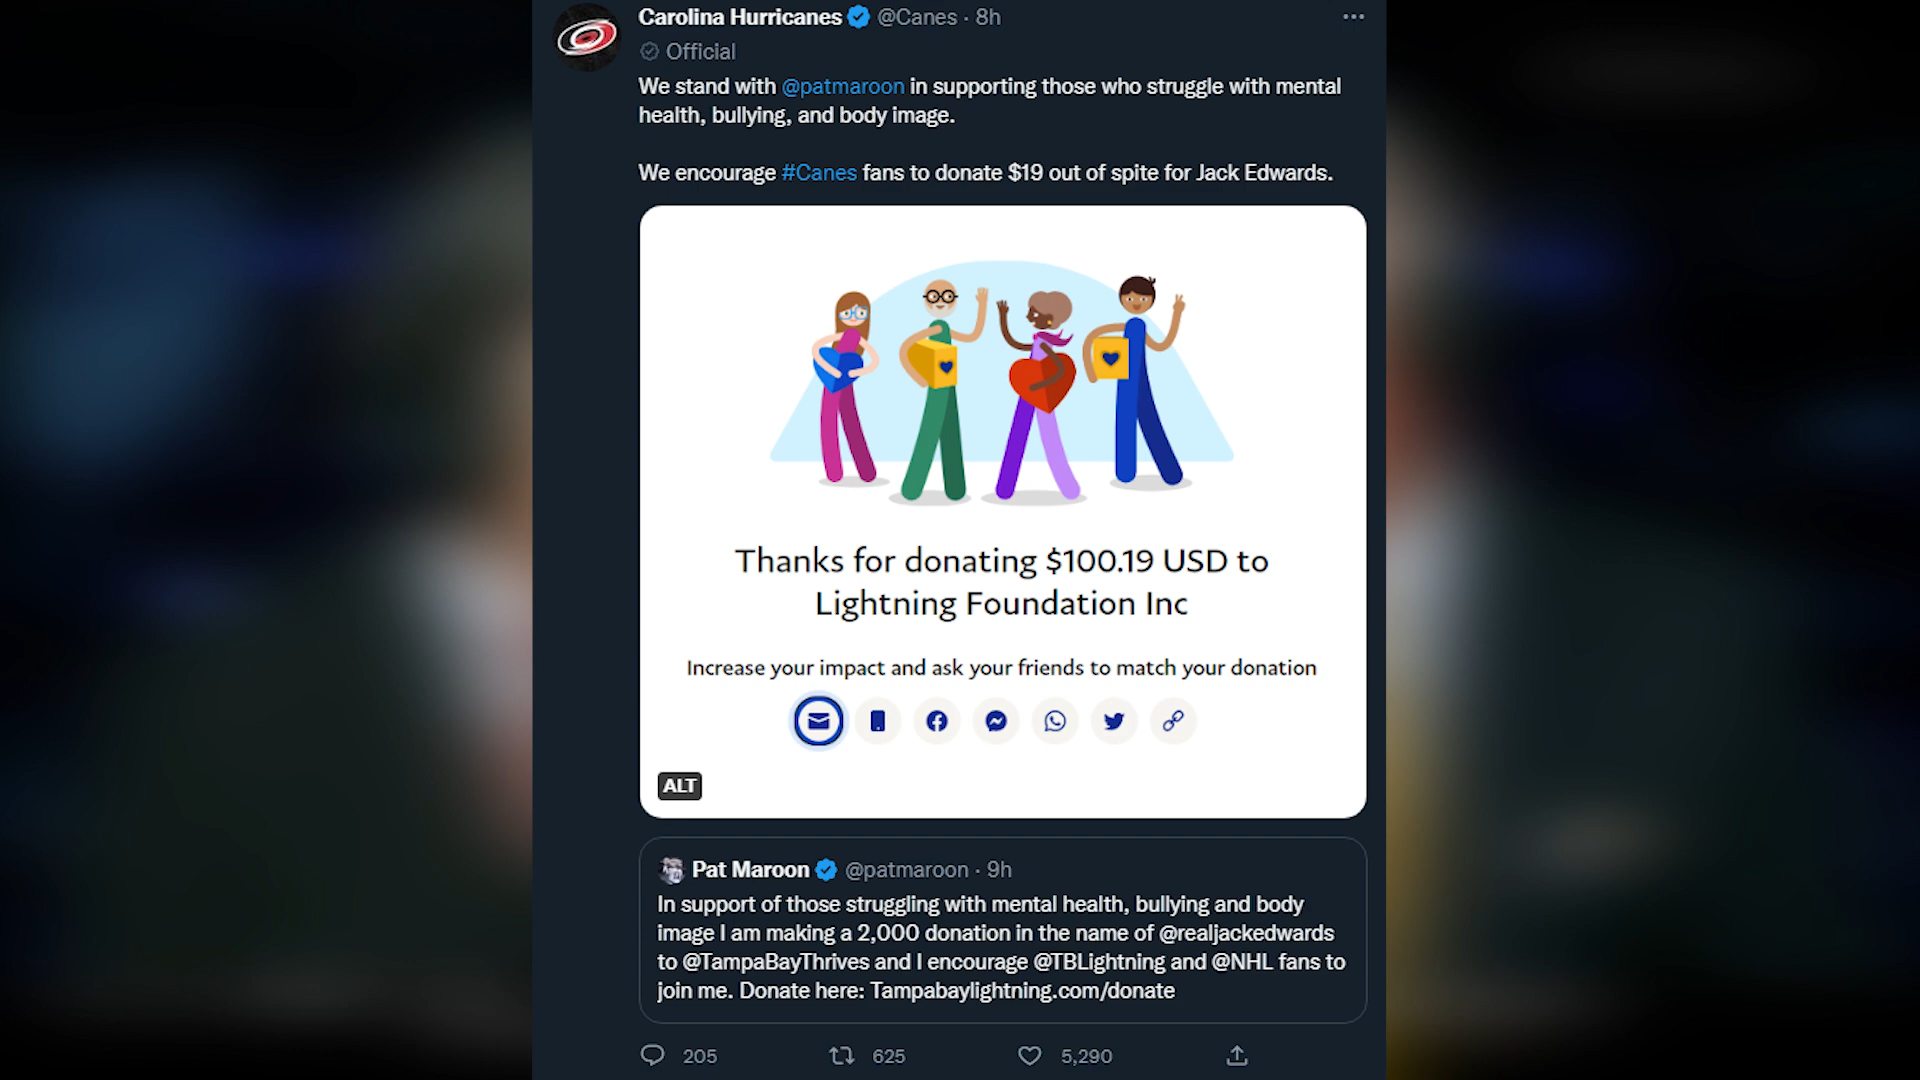 Carolina Hurricanes @Canes · 8h
Official
We stand with @patmaroon in supporting those who struggle with mental
health, bullying, and body image.
We encourage #Canes fans to donate $19 out of spite for Jack Edwards.
Thanks for donating $100.19 USD to
Lightning Foundation Inc
Increase your impact and ask your friends to match your donation
ALT
Pat Maroon @patmaroon · 9h
In support of those struggling with mental health, bullying and body
image I am making a 2,000 donation in the name of @realjackedwards
to @TampaBayThrives and I encourage @TBLightning and @NHL fans to
join me. Donate here: Tampabaylightning.com/donate
205 625 5,290